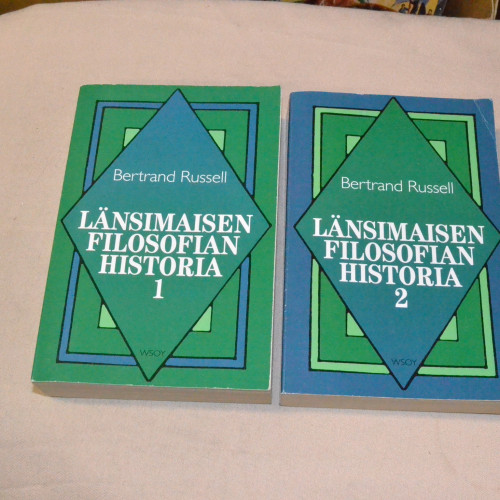 Bertrand Russell
LÄNSIMAISEN
FILOSOFIAN
HISTORIA
1
WSOY
Bertrand Russell
LÄNSIMAISEN
FILOSOFIAN
HISTORIA
2
WSOY